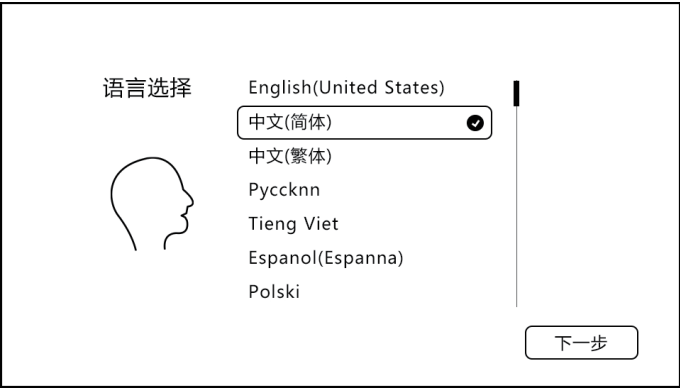 语言选择
English(United States)
中文(简体)
中文(繁体)
Pyccknn
Tieng Viet
Espanol(Espanna)
Polski
下一步